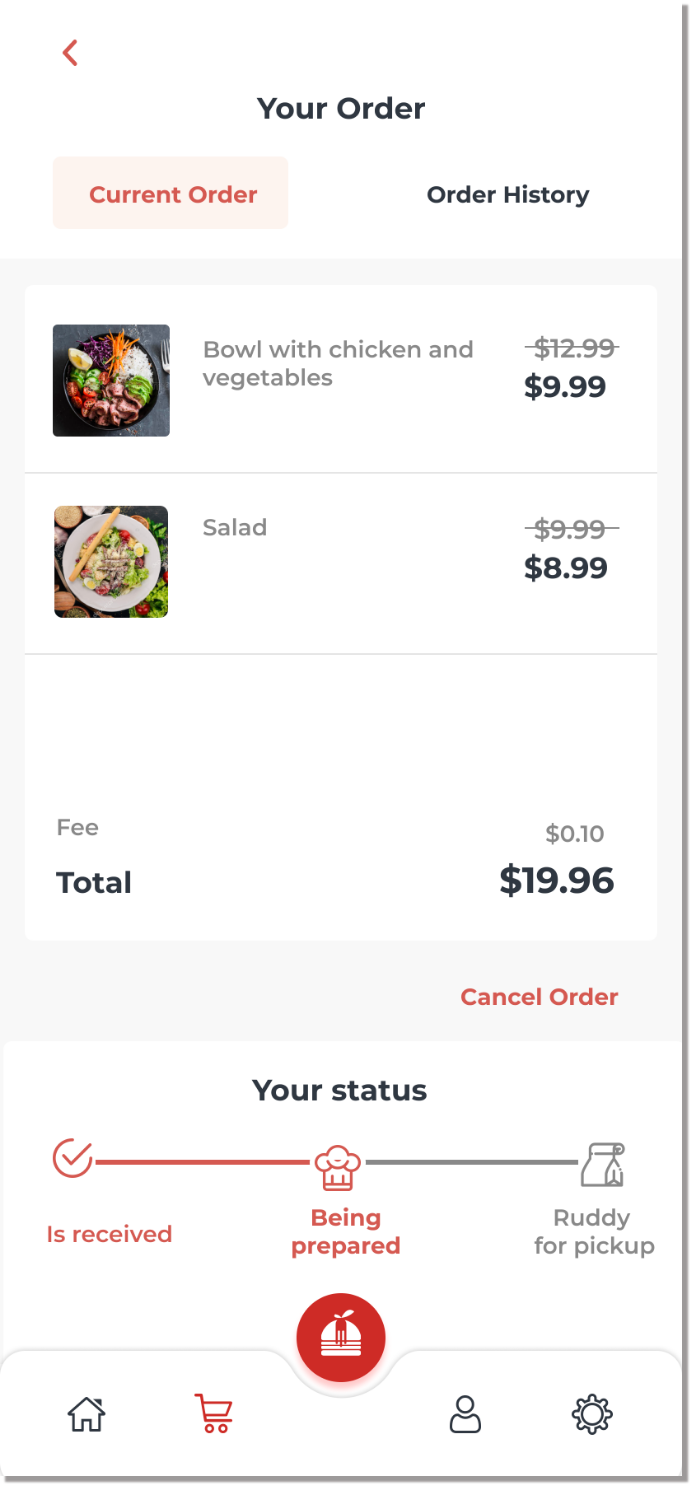 Your Order
Current Order
Order History
Bowl with chicken and
vegetables
$12.99
$9.99
Salad
$9.99
$8.99
Fee
$0.10
Total
$19.96
Cancel Order
Your status
Is received
Being
prepared
Ruddy
for pickup